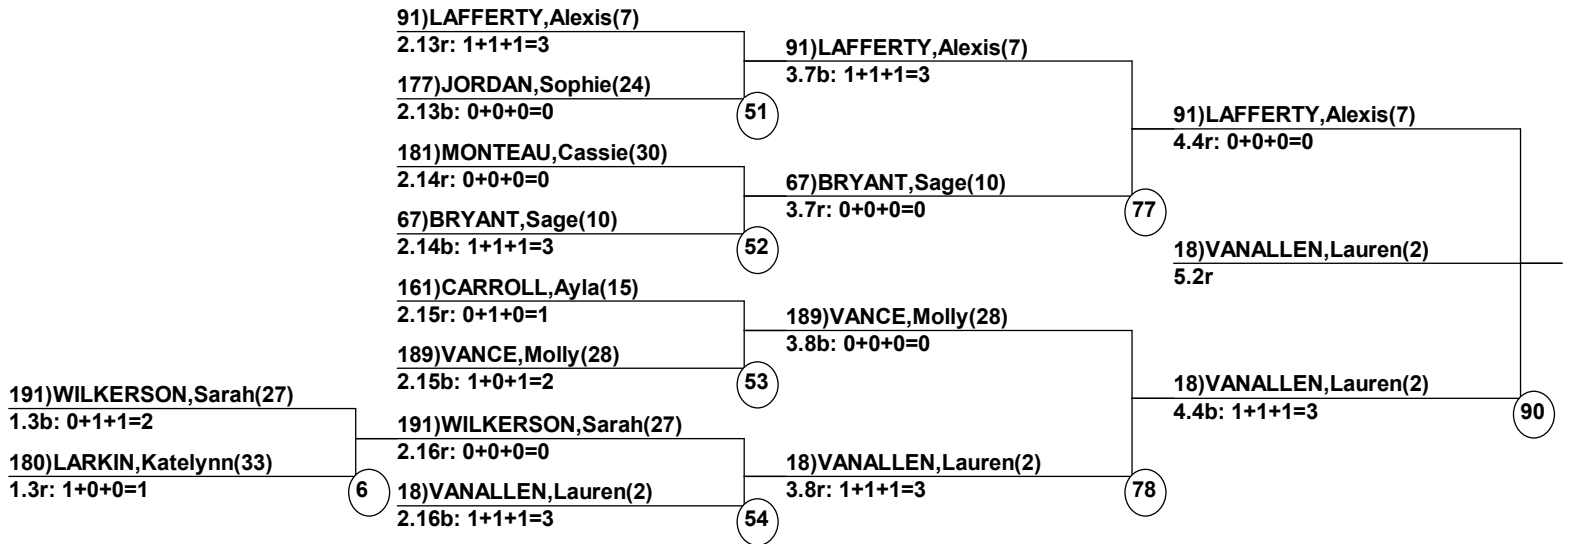 191)WILKERSON,Sarah(27)
1.3b: 0+1+1=2
180)LARKIN,Katelynn(33)
1.3r: 1+0+0=1
6
91)LAFFERTY,Alexis(7)
2.13r: 1+1+1=3
177)JORDAN,Sophie(24)
2.13b: 0+0+0=0
51
181)MONTEAU,Cassie(30)
2.14r: 0+0+0=0
67)BRYANT,Sage(10)
2.14b: 1+1+1=3
52
161)CARROLL,Ayla(15)
2.15r: 0+1+0=1
189)VANCE,Molly(28)
2.15b: 1+0+1=2
53
191)WILKERSON,Sarah(27)
2.16r: 0+0+0=0
18)VANALLEN,Lauren(2)
2.16b: 1+1+1=3
54
91)LAFFERTY,Alexis(7)
3.7b: 1+1+1=3
67)BRYANT,Sage(10)
3.7r: 0+0+0=0
77
189)VANCE,Molly(28)
3.8b: 0+0+0=0
18)VANALLEN,Lauren(2)
3.8r: 1+1+1=3
78
91)LAFFERTY,Alexis(7)
4.4r: 0+0+0=0
18)VANALLEN,Lauren(2)
4.4b: 1+1+1=3
90
18)VANALLEN,Lauren(2)
5.2r